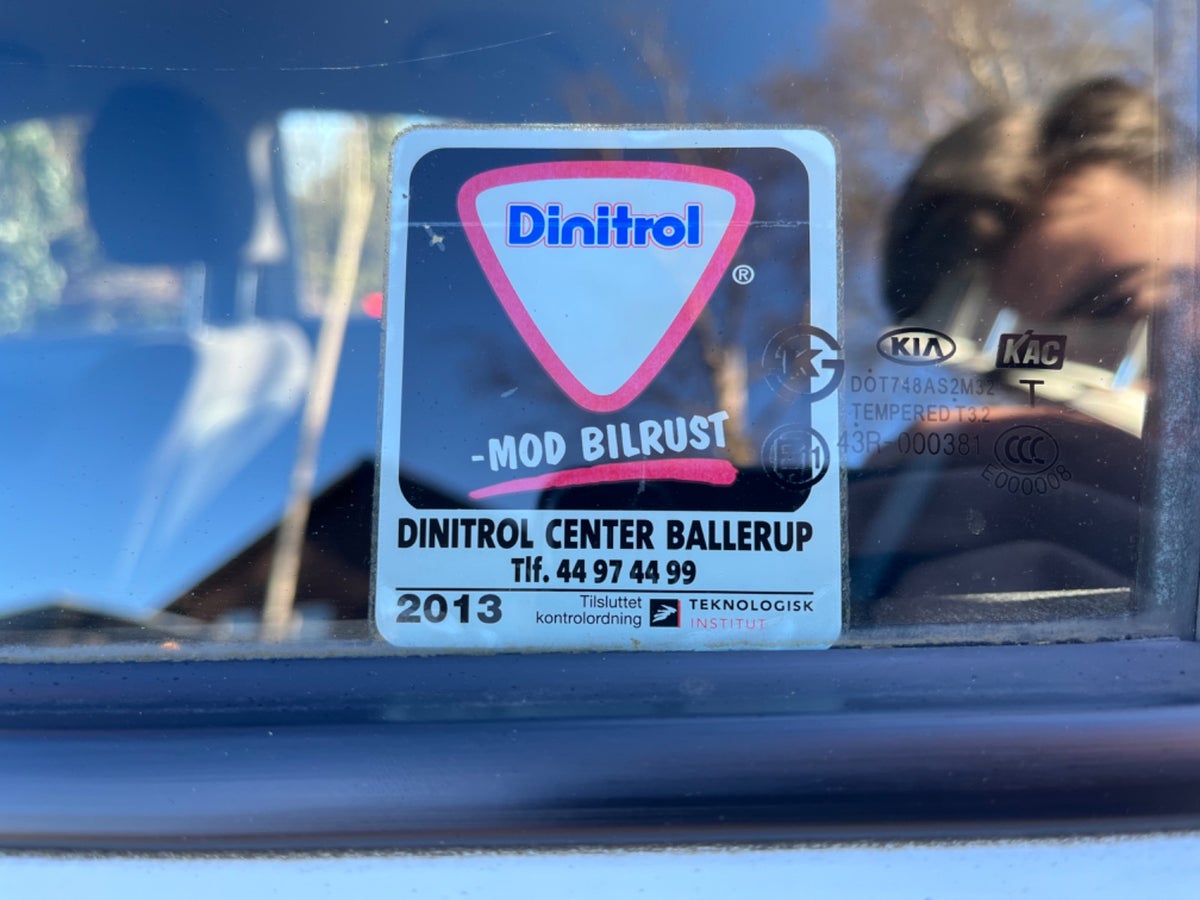 Dinitrol
®
-MOD BILRUST
DINITROL CENTER BALLERUP
Tlf. 44 97 44 99
2013
Tilsluttet
kontrolordning
TEKNOLOGISK
INSTITUT
KIA
KAC
DOT748AS2M32
T
TEMPERED T3.2
43R-000381
E11
CCC
E000008